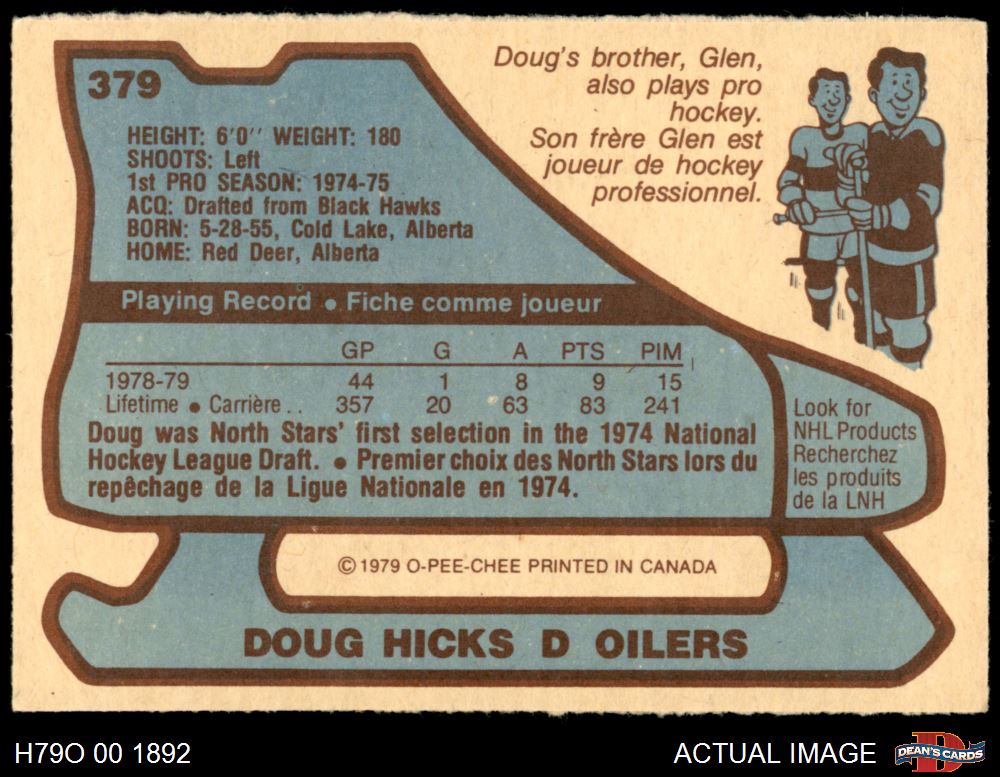 379
HEIGHT: 6'0'' WEIGHT: 180
SHOOTS: Left
1st PRO SEASON: 1974-75
ACQ: Drafted from Black Hawks
BORN: 5-28-55, Cold Lake, Alberta
HOME: Red Deer, Alberta
Doug's brother, Glen,
also plays pro
hockey.
Son frère Glen est
joueur de hockey
professionnel.
Playing Record ● Fiche comme joueur
GP G A PTS PIM
1978-79 44 1 8 9 15
Lifetime ● Carrière . . 357 20 63 83 241
Doug was North Stars' first selection in the 1974 National
Hockey League Draft. ● Premier choix des North Stars lors du
repêchage de la Ligue Nationale en 1974.
Look for
NHL Products
Recherchez
les produits
de la LNH
© 1979 O-PEE-CHEE PRINTED IN CANADA
DOUG HICKS D OILERS
H79O 00 1892
ACTUAL IMAGE
D
DEAN'S CARDS